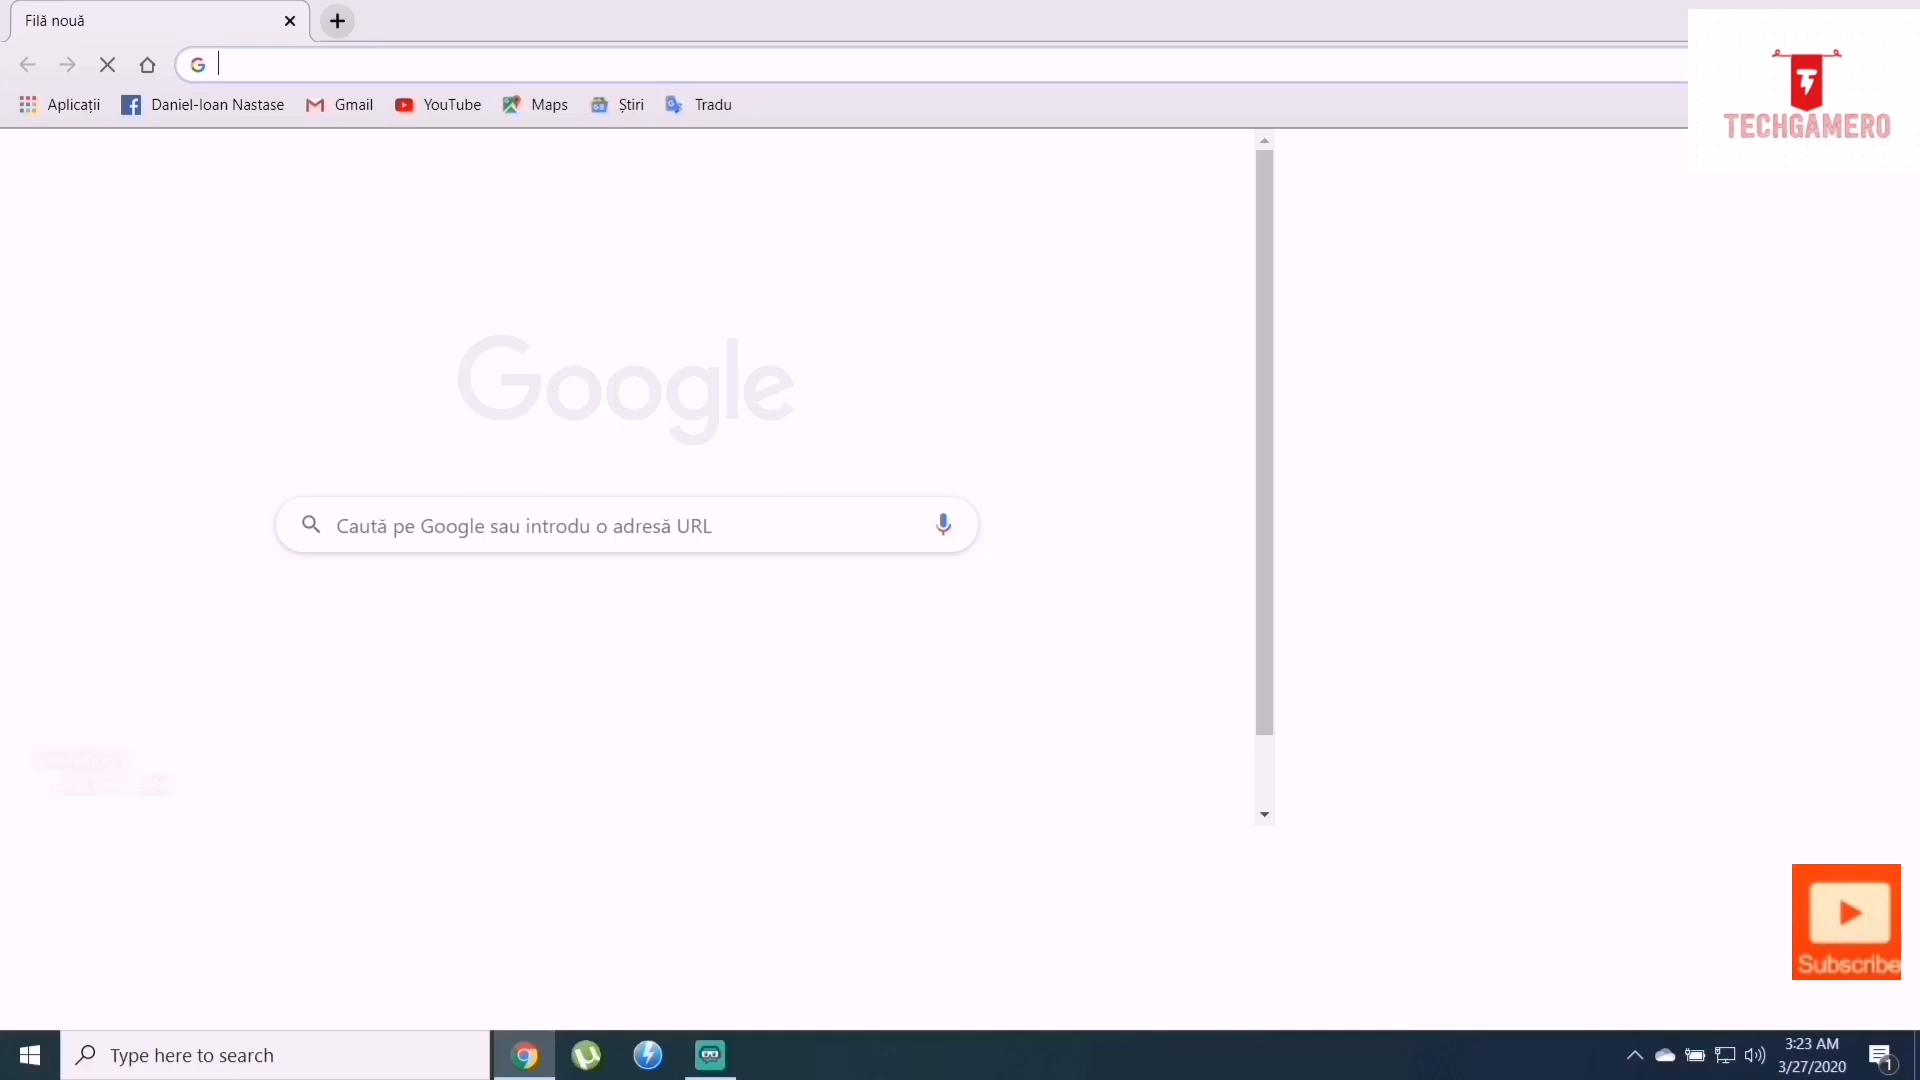 Filă nouă
Aplicații Daniel-Ioan Nastase Gmail YouTube Maps Știri Tradu
TECHGAMERO
Google
Caută pe Google sau introdu o adresă URL
Subscribe
Type here to search
3:23 AM
3/27/2020
1